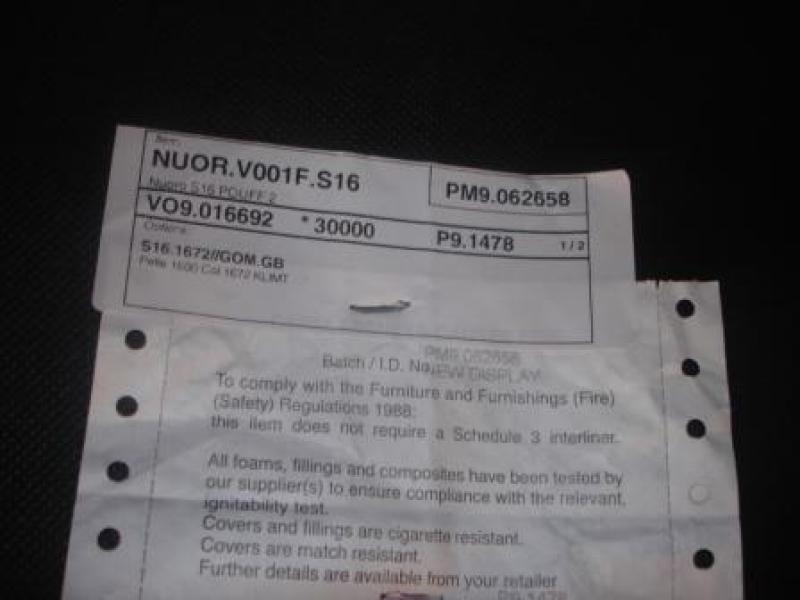 Item:
NUOR.V001F.S16
PM9.062658
Nuoro S16 POUFF 2
VO9.016692 *30000 P9.1478 1/2
Options:
S16.1672//GOM.GB
Pelle 1600 Col 1672 KLIMT
PM9.062658
Batch / I.D. No. NEW DISPLAY
To comply with the Furniture and Furnishings (Fire)
(Safety) Regulations 1988:
this item does not require a Schedule 3 interliner.
All foams, fillings and composites have been tested by
our supplier(s) to ensure compliance with the relevant
ignitability test.
Covers and fillings are cigarette resistant.
Covers are match resistant.
Further details are available from your retailer
P9.1478